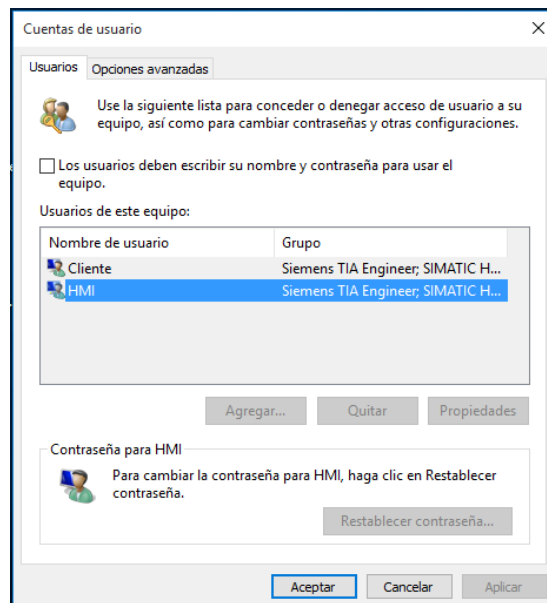 Cuentas de usuario
Usuarios
Opciones avanzadas
Use la siguiente lista para conceder o denegar acceso de usuario a su
equipo, así como para cambiar contraseñas y otras configuraciones.
Los usuarios deben escribir su nombre y contraseña para usar el
equipo.
Usuarios de este equipo:
Nombre de usuario Grupo
Cliente Siemens TIA Engineer; SIMATIC H...
HMI Siemens TIA Engineer; SIMATIC H...
Agregar... Quitar Propiedades
Contraseña para HMI
Para cambiar la contraseña para HMI, haga clic en Restablecer
contraseña.
Restablecer contraseña...
Aceptar Cancelar Aplicar